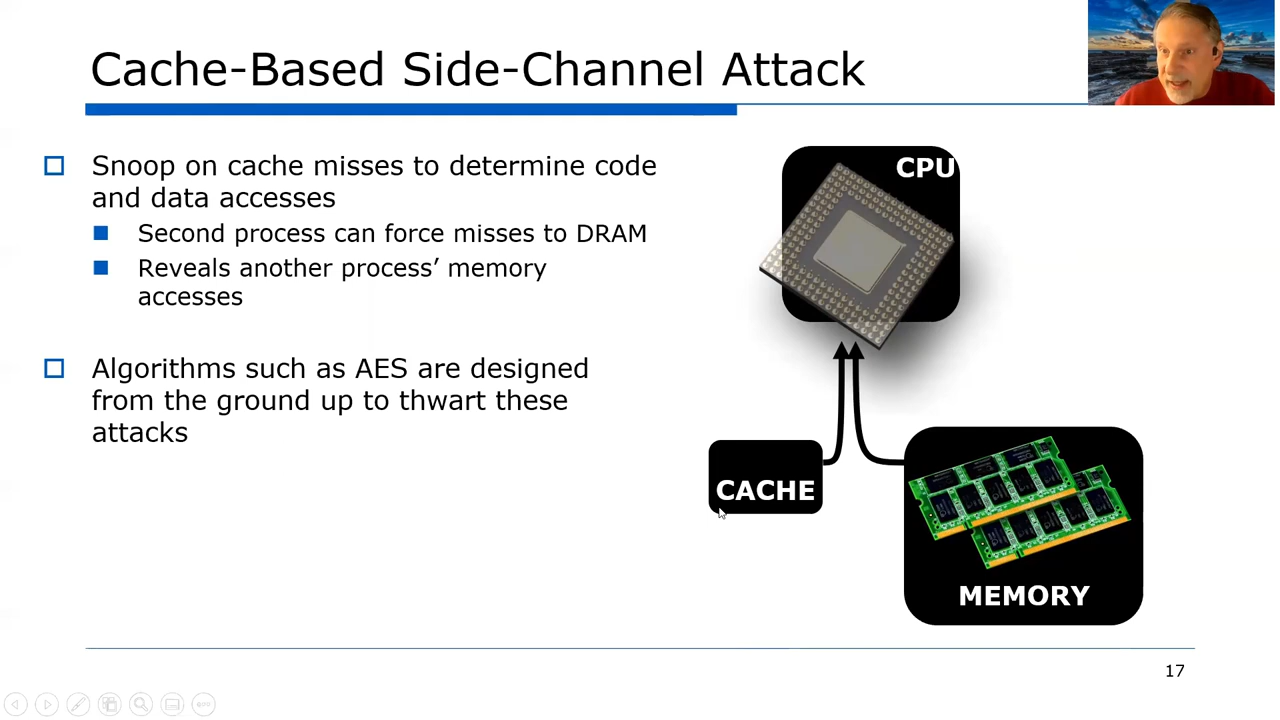 Cache-Based Side-Channel Attack
Snoop on cache misses to determine code
and data accesses
Second process can force misses to DRAM
Reveals another process’ memory
accesses
Algorithms such as AES are designed
from the ground up to thwart these
attacks
CPU
CACHE
MEMORY
17